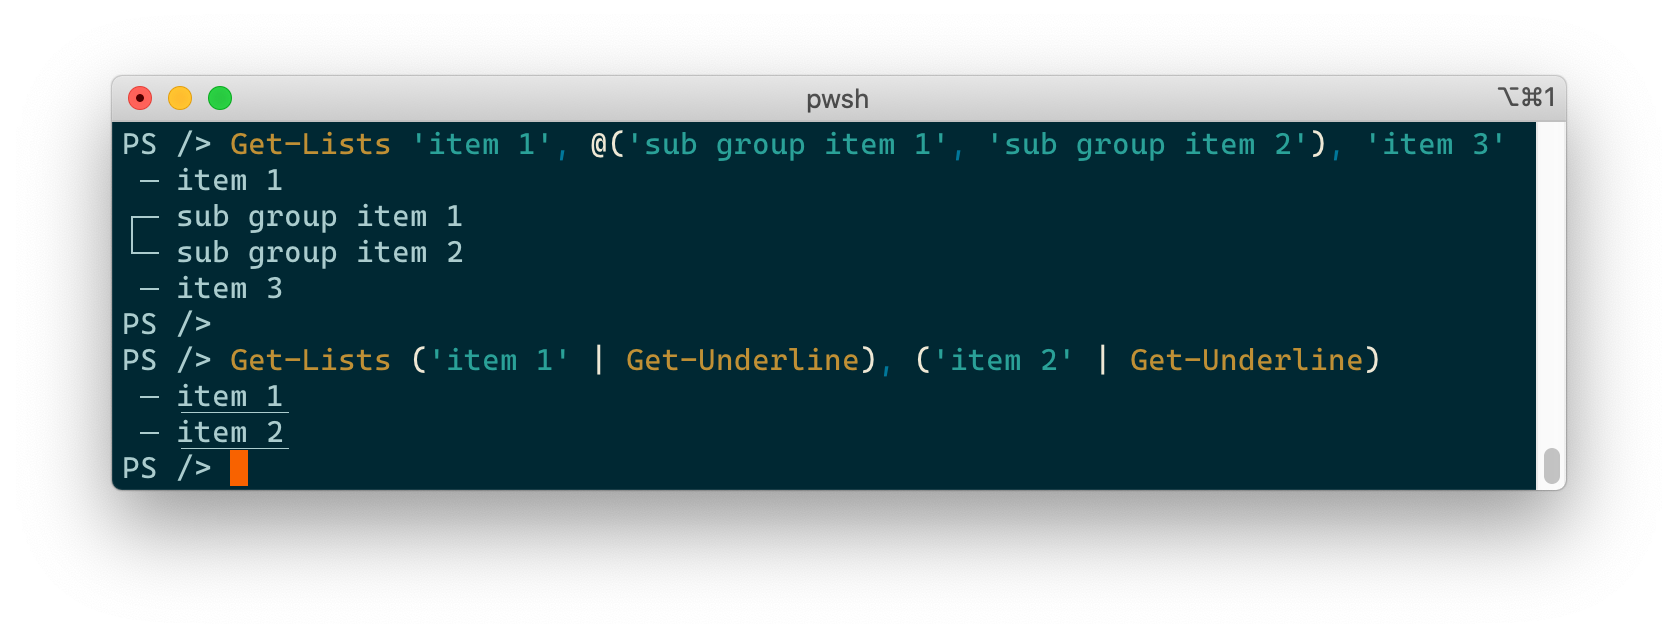 pwsh
⌥⌘1
PS /> Get-Lists 'item 1', @('sub group item 1', 'sub group item 2'), 'item 3'
 ─ item 1
┌─ sub group item 1
└─ sub group item 2
 ─ item 3
PS />
PS /> Get-Lists ('item 1' | Get-Underline), ('item 2' | Get-Underline)
 ─ item 1
 ─ item 2
PS />